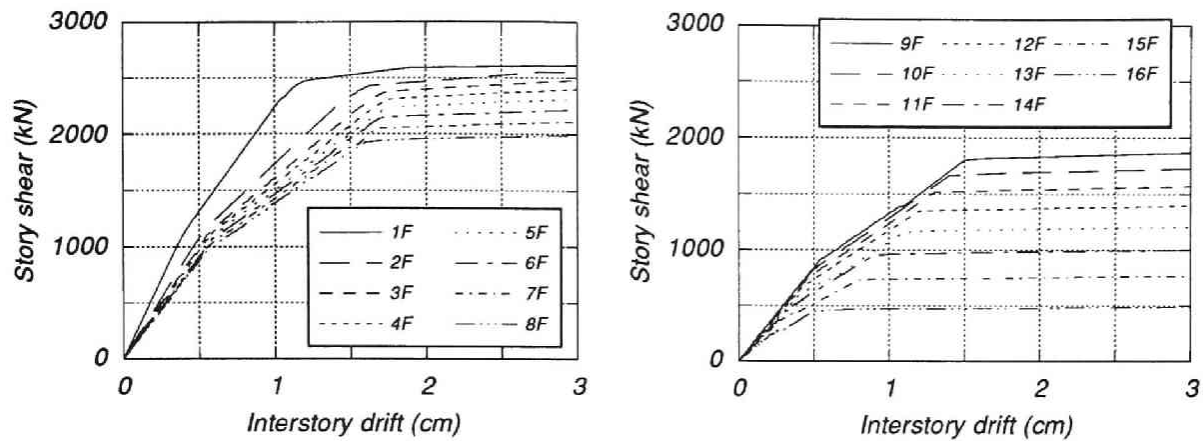 3000
2000
1000
0
Story shear (kN)
1F 5F
2F 6F
3F 7F
4F 8F
0 1 2 3
Interstory drift (cm)
3000
2000
1000
0
Story shear (kN)
9F 12F 15F
10F 13F 16F
11F 14F
0 1 2 3
Interstory drift (cm)